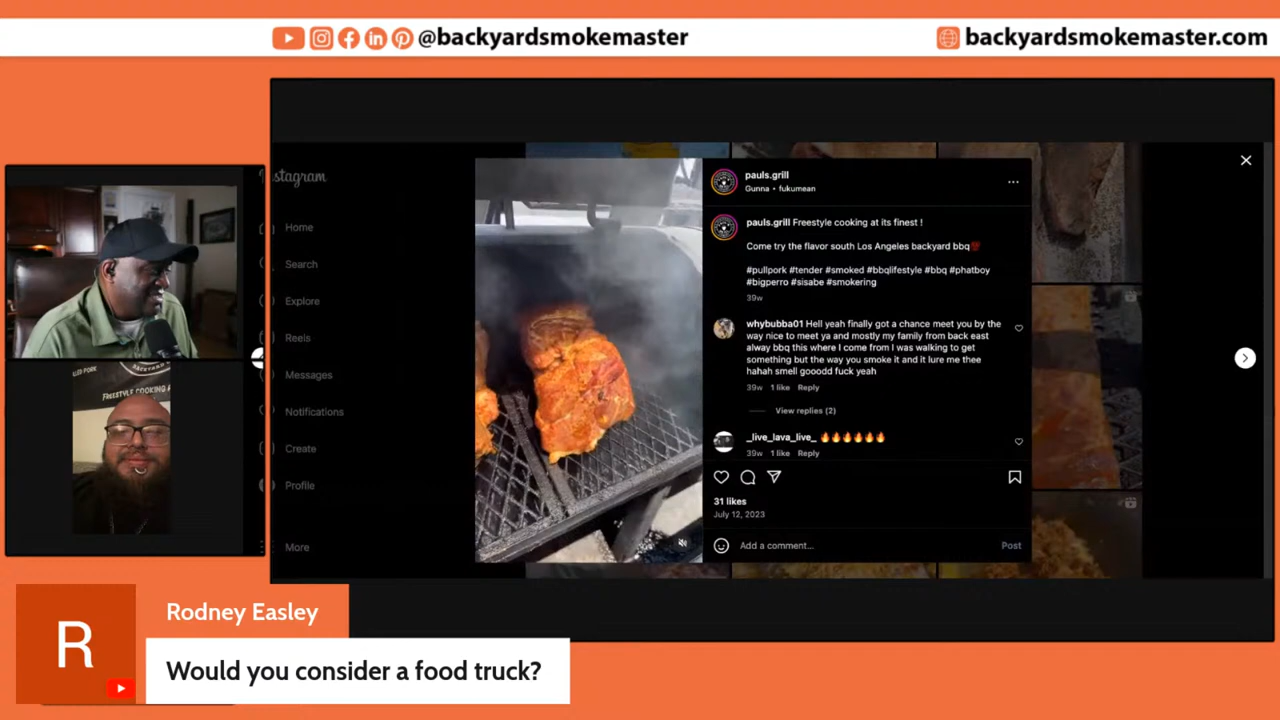 @backyardsmokemaster
backyardsmokemaster.com
stagram
Home
Search
Explore
Reels
Messages
Notifications
Create
Profile
More
pauls.grill
Gunna • fukumean
pauls.grill Freestyle cooking at its finest !
Come try the flavor south Los Angeles backyard bbq💯
#pullpork #tender #smoked #bbqlifestyle #bbq #phatboy
#bigperro #sisabe #smokering
39w
whybubba01 Hell yeah finally got a chance meet you by the
way nice to meet ya and mostly my family from back east
alway bbq this where I come from I was walking to get
something but the way you smoke it and it lure me thee
hahah smell gooodd fuck yeah
39w 1 like Reply
View replies (2)
_live_lava_live_ 🔥🔥🔥🔥🔥🔥
39w 1 like Reply
31 likes
July 12, 2023
Add a comment...
Post
LED PORK
FREESTYLE COOKING A
R
Rodney Easley
Would you consider a food truck?